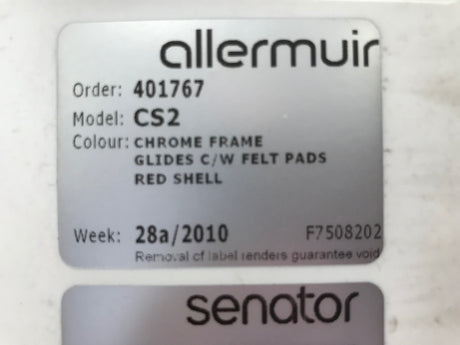 allermuir
Order: 401767
Model: CS2
Colour: CHROME FRAME
GLIDES C/W FELT PADS
RED SHELL
Week: 28a/2010 F7508202
Removal of label renders guarantee void
senator